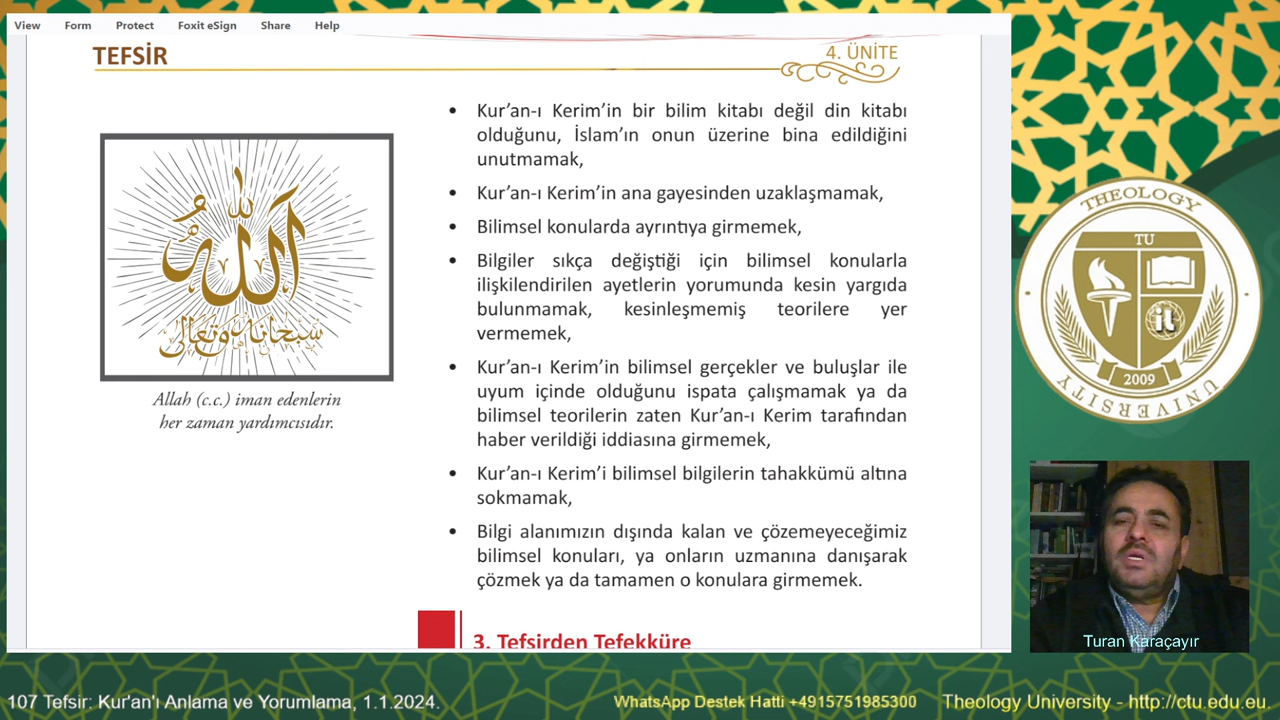 View Form Protect Foxit eSign Share Help
TEFSİR
4. ÜNİTE
الله
سبحانه وتعالى
Allah (c.c.) iman edenlerin
her zaman yardımcısıdır.
• Kur’an-ı Kerim’in bir bilim kitabı değil din kitabı
olduğunu, İslam’ın onun üzerine bina edildiğini
unutmamak,
• Kur’an-ı Kerim’in ana gayesinden uzaklaşmamak,
• Bilimsel konularda ayrıntıya girmemek,
• Bilgiler sıkça değiştiği için bilimsel konularla
ilişkilendirilen ayetlerin yorumunda kesin yargıda
bulunmamak, kesinleşmemiş teorilere yer
vermemek,
• Kur’an-ı Kerim’in bilimsel gerçekler ve buluşlar ile
uyum içinde olduğunu ispata çalışmamak ya da
bilimsel teorilerin zaten Kur’an-ı Kerim tarafından
haber verildiği iddiasına girmemek,
• Kur’an-ı Kerim’i bilimsel bilgilerin tahakkümü altına
sokmamak,
• Bilgi alanımızın dışında kalan ve çözemeyeceğimiz
bilimsel konuları, ya onların uzmanına danışarak
çözmek ya da tamamen o konulara girmemek.
3. Tefsirden Tefekküre
THEOLOGY
TU
2009
UNIVERSITY
Turan Karaçayır
107 Tefsir: Kur'an'ı Anlama ve Yorumlama, 1.1.2024.
WhatsApp Destek Hatti +4915751985300
Theology University - http://ctu.edu.eu.